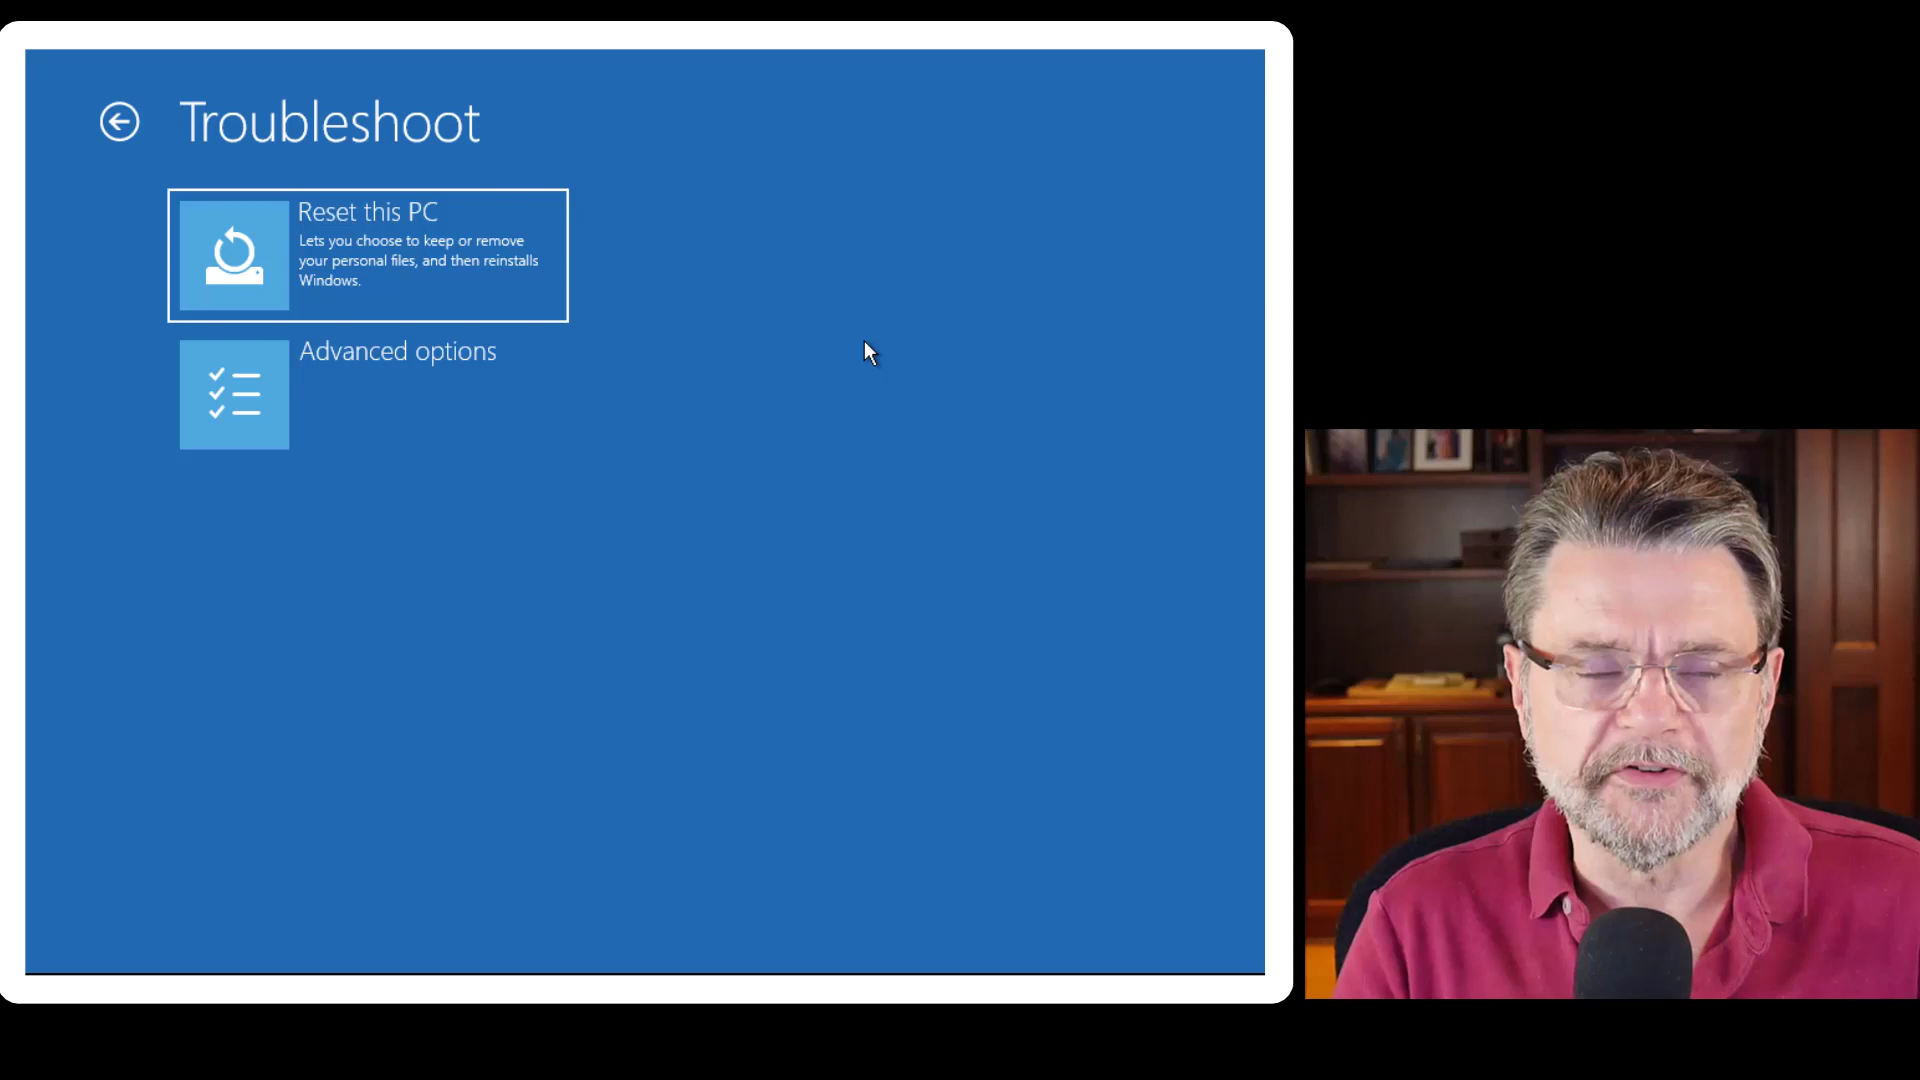 Troubleshoot
Reset this PC
Lets you choose to keep or remove
your personal files, and then reinstalls
Windows.
Advanced options